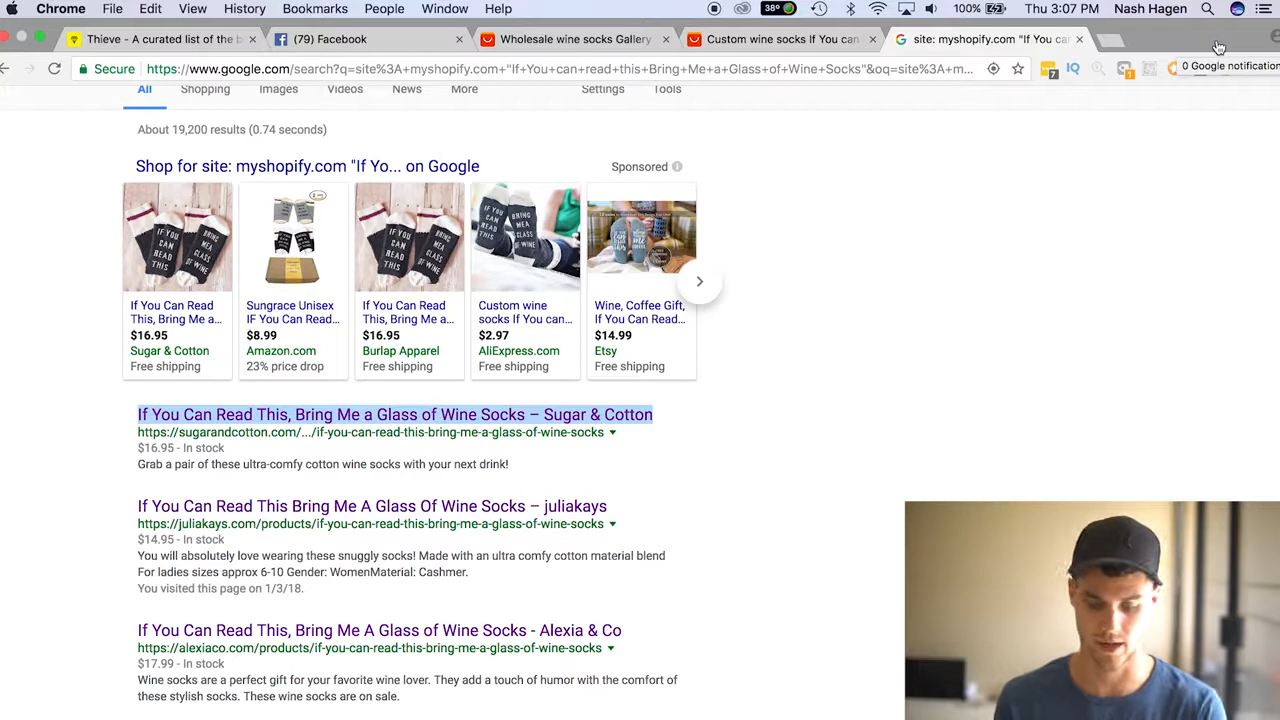 Chrome File Edit View History Bookmarks People Window Help 38° 100% Thu 3:07 PM Nash Hagen
Thieve - A curated list of the b × (79) Facebook × Wholesale wine socks Gallery × Custom wine socks If You can × site: myshopify.com "If You car ×
Secure https://www.google.com/search?q=site%3A+myshopify.com+"If+You+can+read+this+Bring+Me+a+Glass+of+Wine+Socks"&oq=site%3A+m... 7 IQ 1 0 Google notification
All Shopping Images Videos News More Settings Tools
About 19,200 results (0.74 seconds)
Shop for site: myshopify.com "If Yo... on Google Sponsored
IF YOU CAN READ THIS BRING ME A GLASS OF WINE
If You Can Read This, Bring Me a... $16.95 Sugar & Cotton Free shipping
Sungrace Unisex IF You Can Read... $8.99 Amazon.com 23% price drop
If You Can Read This, Bring Me a... $16.95 Burlap Apparel Free shipping
Custom wine socks If You can... $2.97 AliExpress.com Free shipping
Wine, Coffee Gift, If You Can Read... $14.99 Etsy Free shipping
If You Can Read This, Bring Me a Glass of Wine Socks – Sugar & Cotton
https://sugarandcotton.com/.../if-you-can-read-this-bring-me-a-glass-of-wine-socks
$16.95 - In stock
Grab a pair of these ultra-comfy cotton wine socks with your next drink!
If You Can Read This Bring Me A Glass Of Wine Socks – juliakays
https://juliakays.com/products/if-you-can-read-this-bring-me-a-glass-of-wine-socks
$14.95 - In stock
You will absolutely love wearing these snuggly socks! Made with an ultra comfy cotton material blend
For ladies sizes approx 6-10 Gender: WomenMaterial: Cashmer.
You visited this page on 1/3/18.
If You Can Read This, Bring Me A Glass of Wine Socks - Alexia & Co
https://alexiaco.com/products/if-you-can-read-this-bring-me-a-glass-of-wine-socks
$17.99 - In stock
Wine socks are a perfect gift for your favorite wine lover. They add a touch of humor with the comfort of
these stylish socks. These wine socks are on sale.